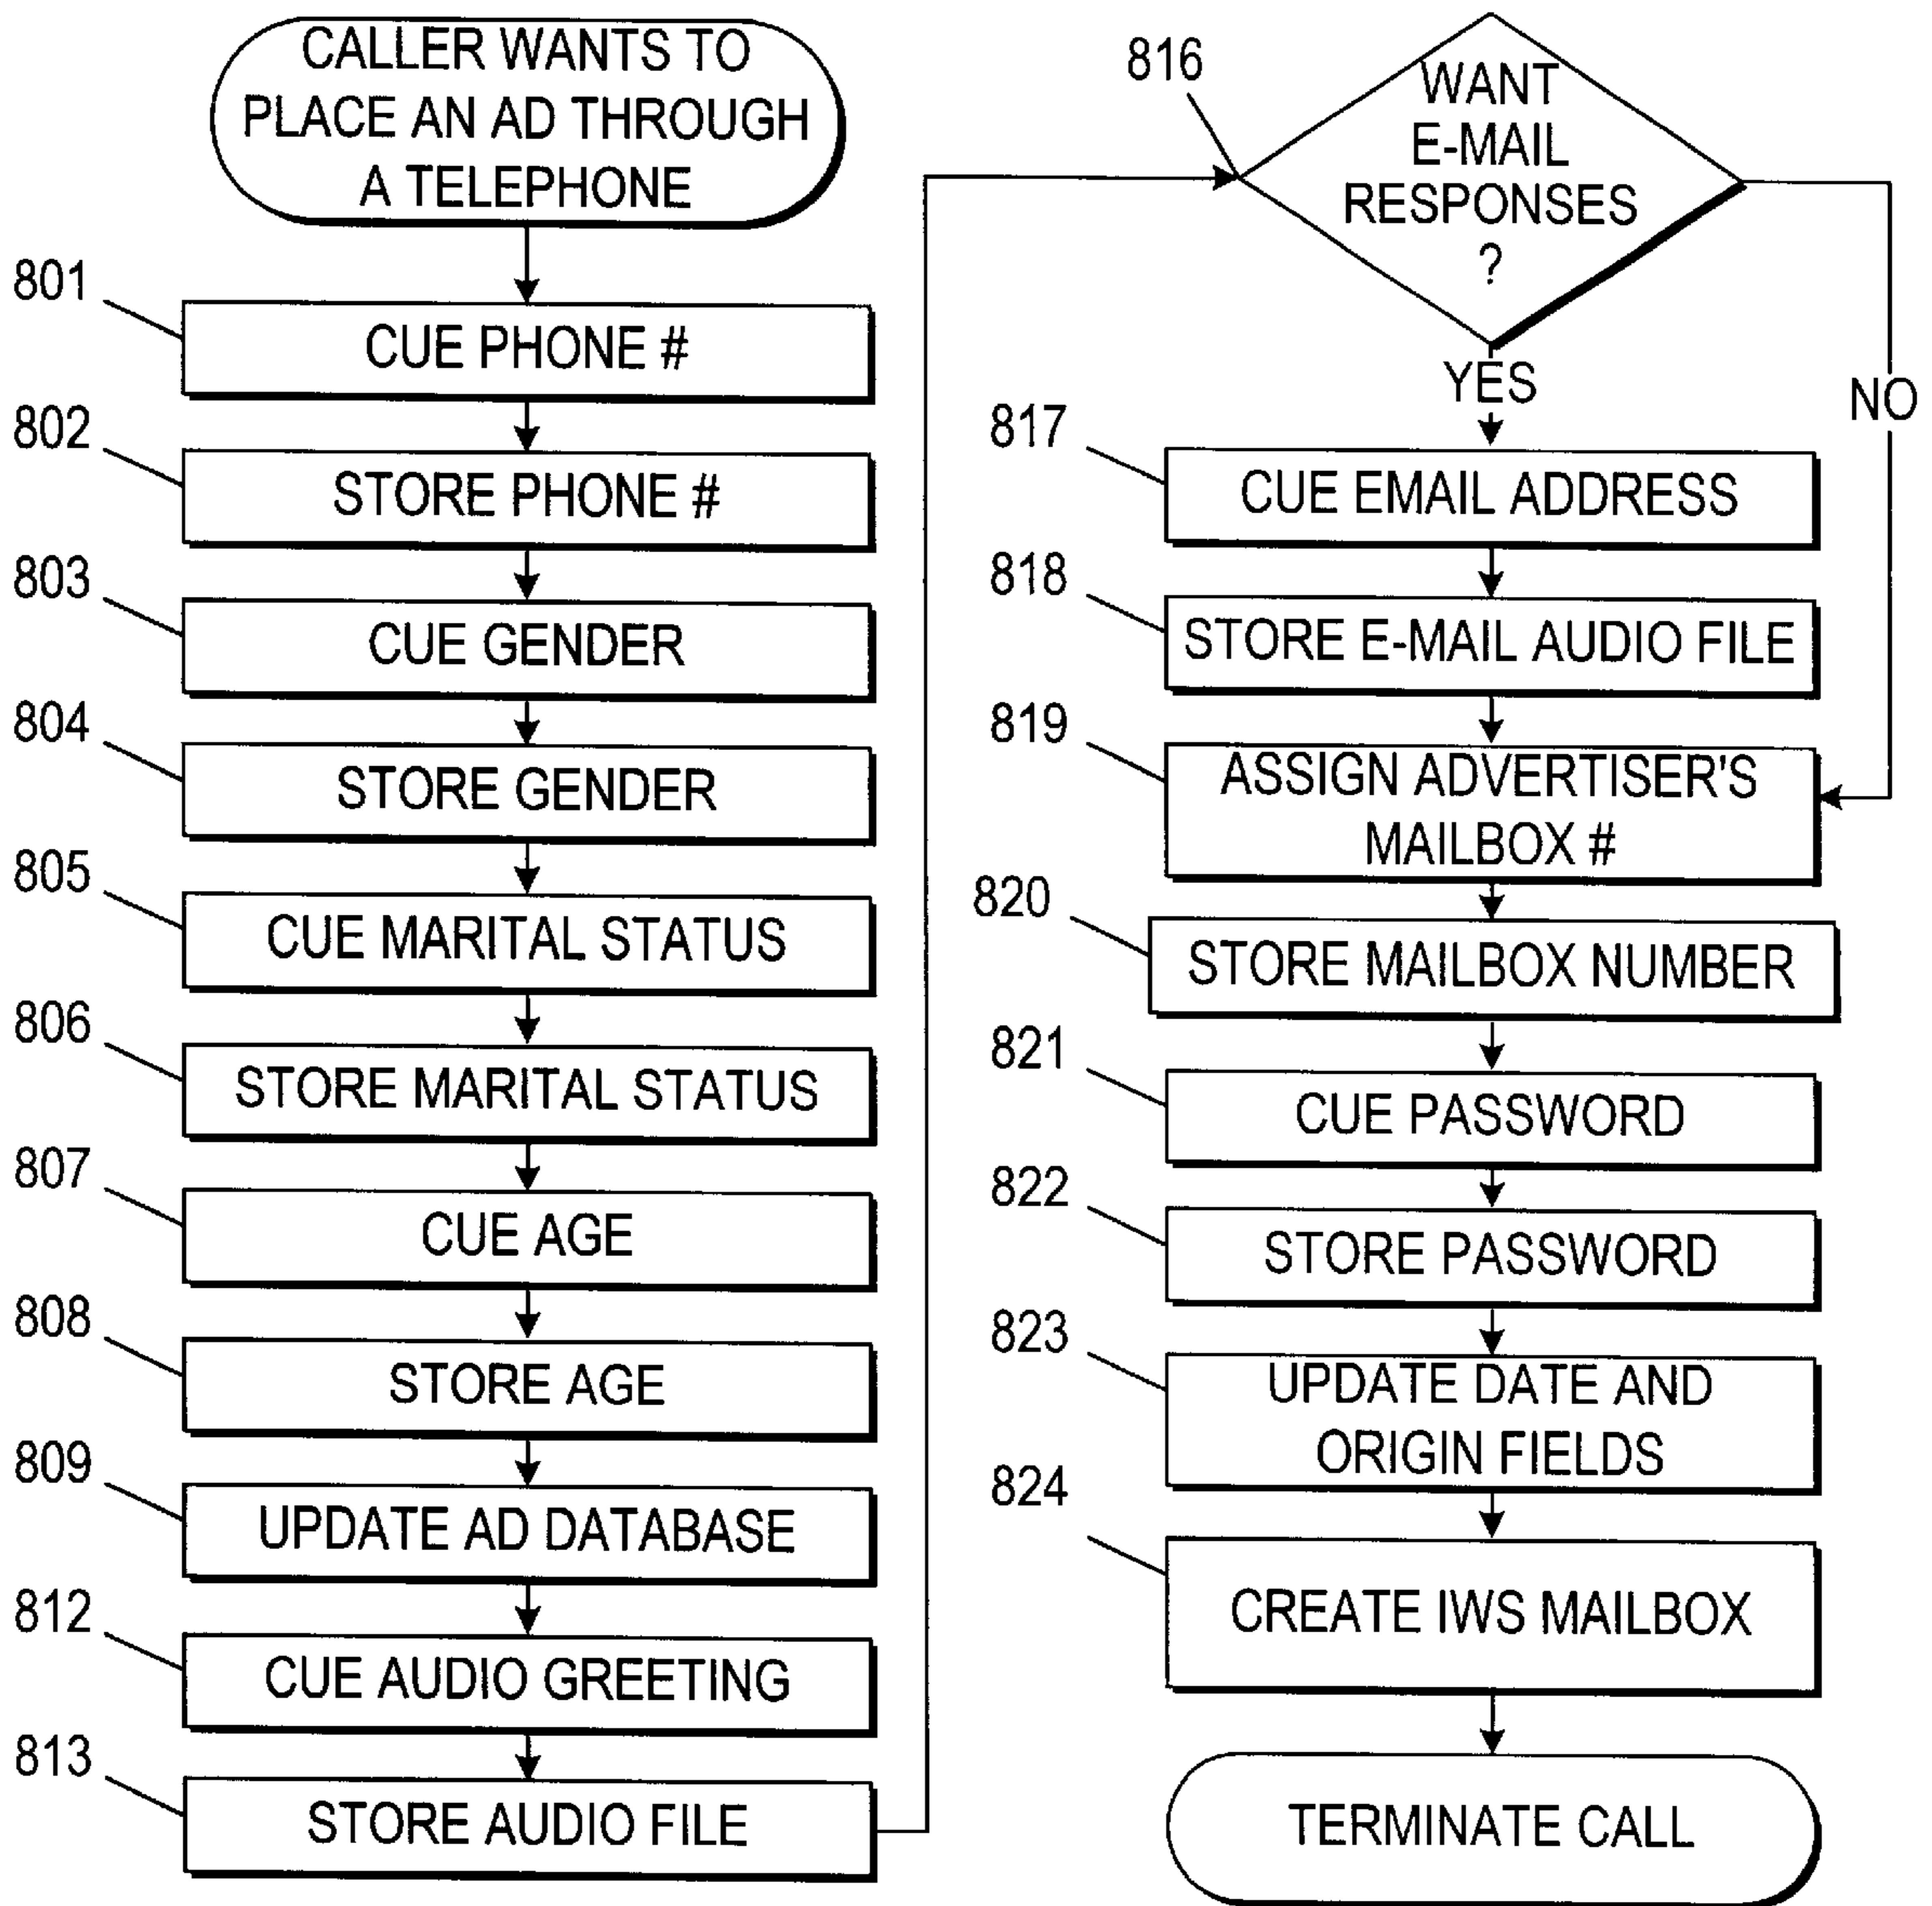 CALLER WANTS TO
PLACE AN AD THROUGH
A TELEPHONE
801
CUE PHONE #
802
STORE PHONE #
803
CUE GENDER
804
STORE GENDER
805
CUE MARITAL STATUS
806
STORE MARITAL STATUS
807
CUE AGE
808
STORE AGE
809
UPDATE AD DATABASE
812
CUE AUDIO GREETING
813
STORE AUDIO FILE
816
WANT
E-MAIL
RESPONSES
?
YES
NO
817
CUE EMAIL ADDRESS
818
STORE E-MAIL AUDIO FILE
819
ASSIGN ADVERTISER'S
MAILBOX #
820
STORE MAILBOX NUMBER
821
CUE PASSWORD
822
STORE PASSWORD
823
UPDATE DATE AND
ORIGIN FIELDS
824
CREATE IWS MAILBOX
TERMINATE CALL